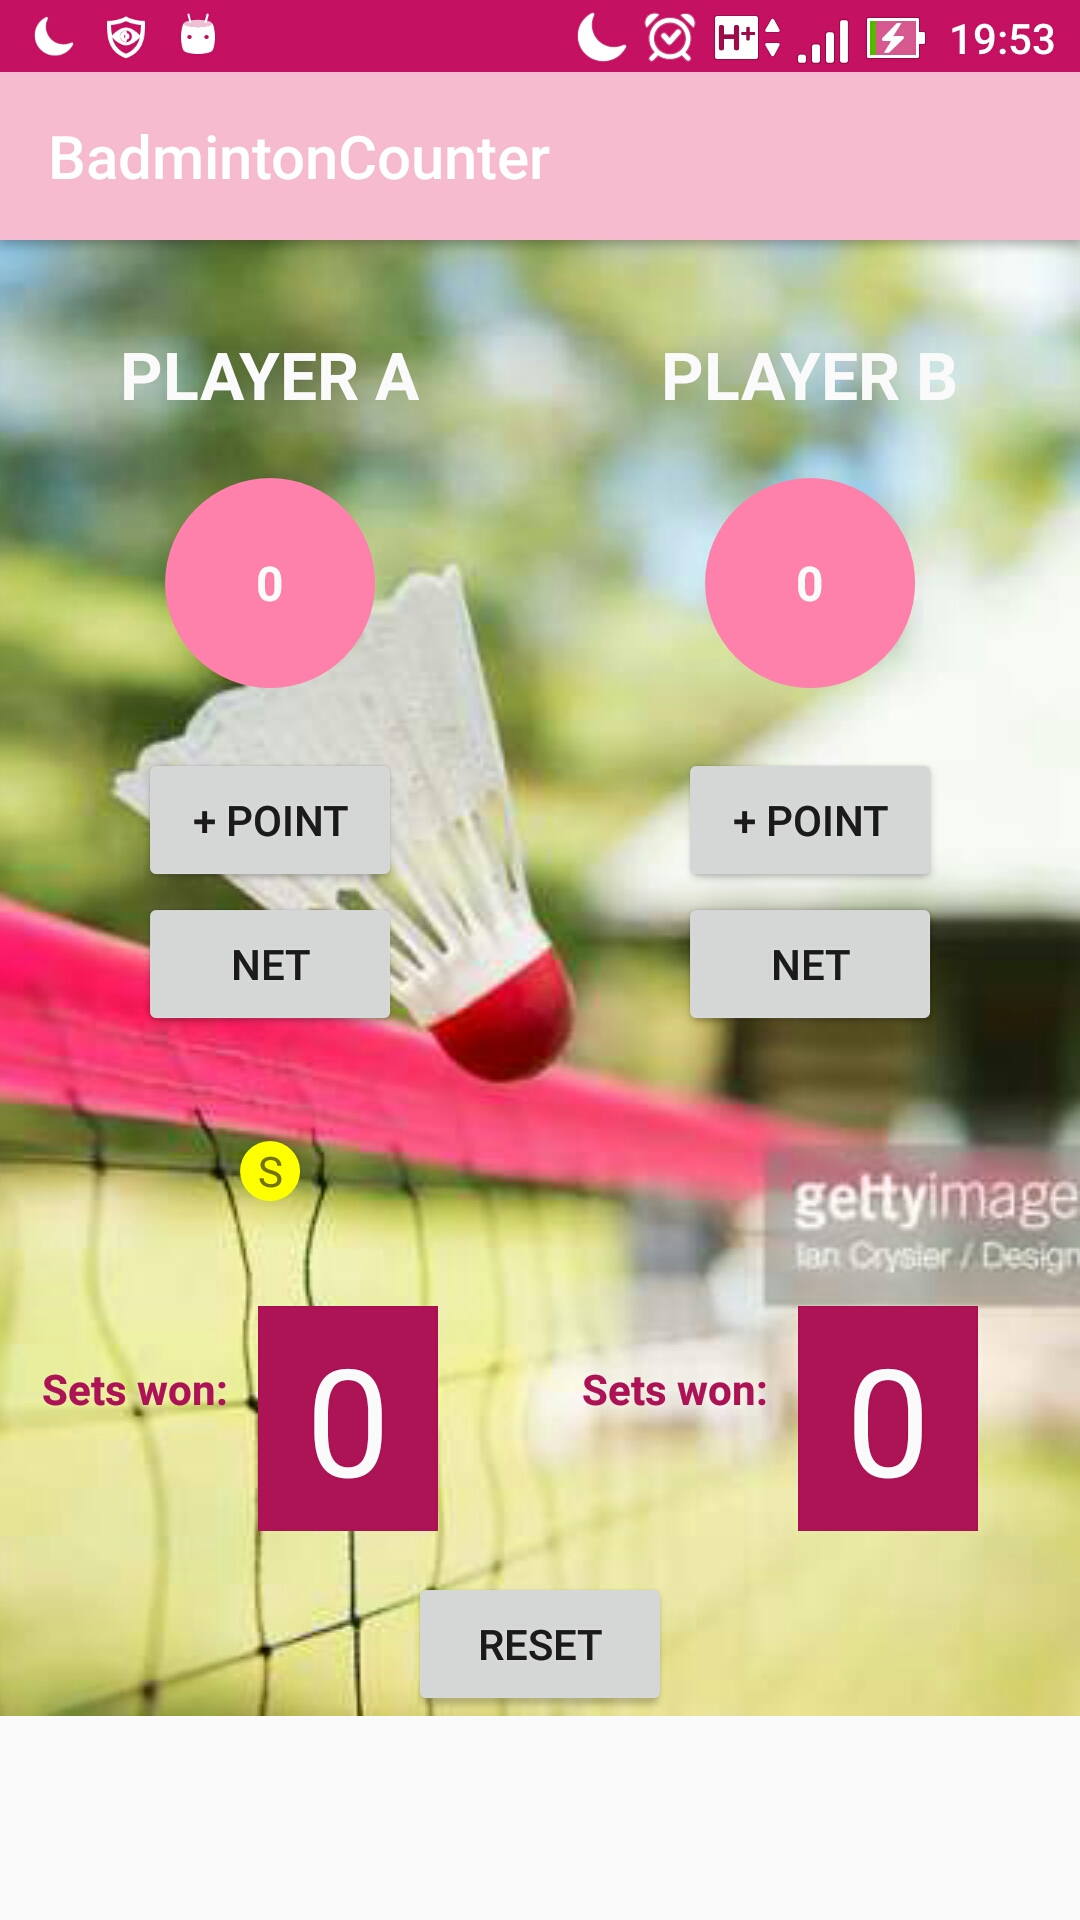 H+ 19:53
BadmintonCounter
PLAYER A PLAYER B
0 0
+ POINT + POINT
NET NET
S
gettyimage
Ian Crysler / Design
Sets won: 0 Sets won: 0
RESET